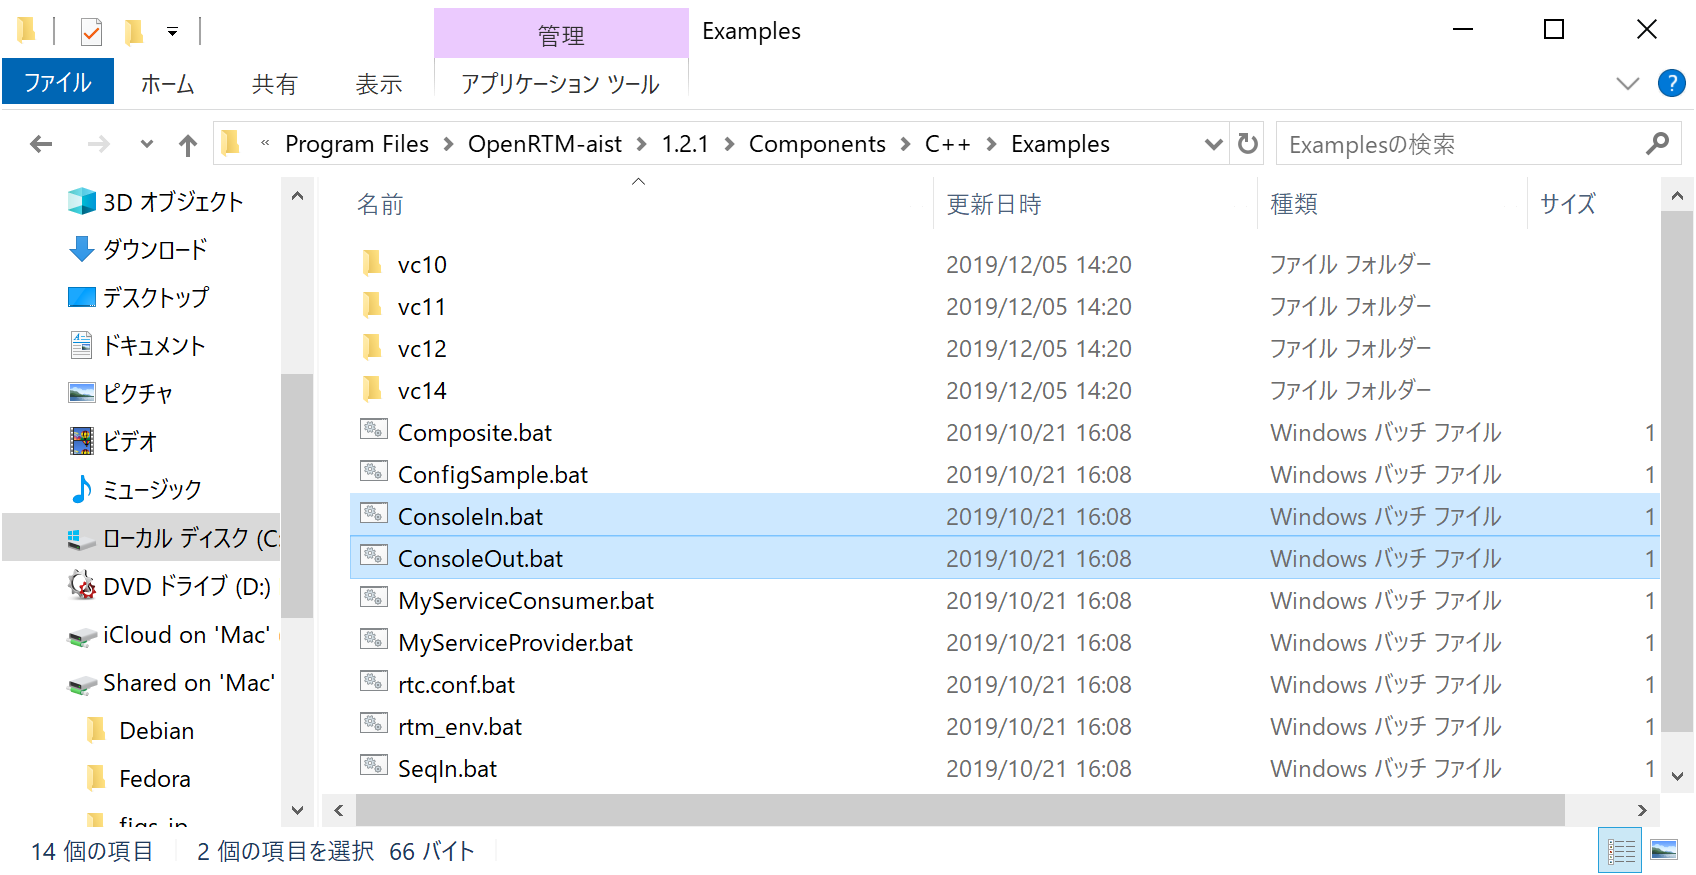 管理
Examples
ファイル
ホーム
共有
表示
アプリケーション ツール
?
« Program Files > OpenRTM-aist > 1.2.1 > Components > C++ > Examples
Examplesの検索
3D オブジェクト
ダウンロード
デスクトップ
ドキュメント
ピクチャ
ビデオ
ミュージック
ローカル ディスク (C:
DVD ドライブ (D:)
iCloud on 'Mac'
Shared on 'Mac'
Debian
Fedora
figs_jp
名前 更新日時 種類 サイズ
vc10 2019/12/05 14:20 ファイル フォルダー
vc11 2019/12/05 14:20 ファイル フォルダー
vc12 2019/12/05 14:20 ファイル フォルダー
vc14 2019/12/05 14:20 ファイル フォルダー
Composite.bat 2019/10/21 16:08 Windows バッチ ファイル 1
ConfigSample.bat 2019/10/21 16:08 Windows バッチ ファイル 1
ConsoleIn.bat 2019/10/21 16:08 Windows バッチ ファイル 1
ConsoleOut.bat 2019/10/21 16:08 Windows バッチ ファイル 1
MyServiceConsumer.bat 2019/10/21 16:08 Windows バッチ ファイル 1
MyServiceProvider.bat 2019/10/21 16:08 Windows バッチ ファイル 1
rtc.conf.bat 2019/10/21 16:08 Windows バッチ ファイル 1
rtm_env.bat 2019/10/21 16:08 Windows バッチ ファイル 1
SeqIn.bat 2019/10/21 16:08 Windows バッチ ファイル 1
14 個の項目 2 個の項目を選択 66 バイト